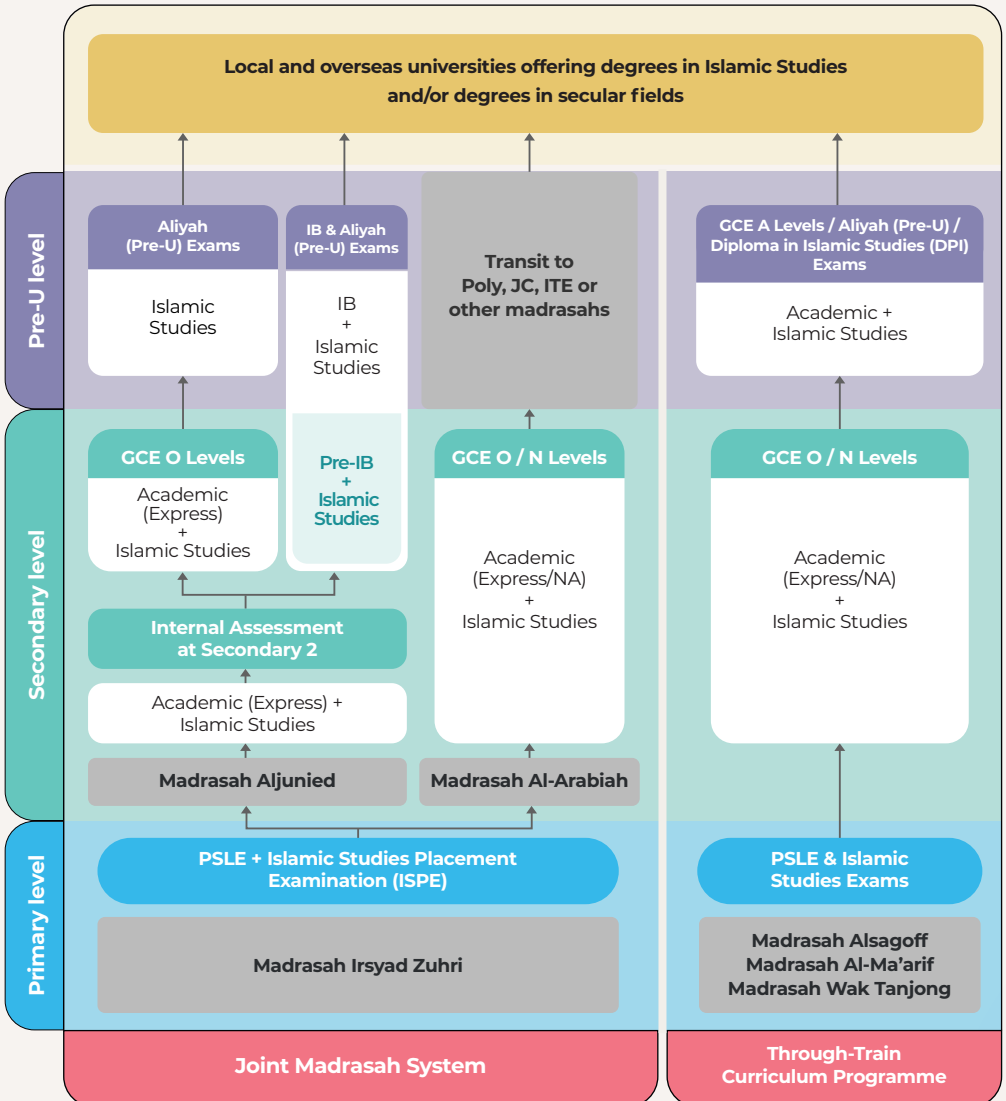 Local and overseas universities offering degrees in Islamic Studies
and/or degrees in secular fields
Pre-U level
Aliyah
(Pre-U) Exams
Islamic
Studies
IB & Aliyah
(Pre-U) Exams
IB
+
Islamic
Studies
Transit to
Poly, JC, ITE or
other madrasahs
GCE A Levels / Aliyah (Pre-U) /
Diploma in Islamic Studies (DPI)
Exams
Academic +
Islamic Studies
Secondary level
GCE O Levels
Academic
(Express)
+
Islamic Studies
Pre-IB
+
Islamic
Studies
GCE O / N Levels
Academic
(Express/NA)
+
Islamic Studies
GCE O / N Levels
Academic
(Express/NA)
+
Islamic Studies
Internal Assessment
at Secondary 2
Academic (Express) +
Islamic Studies
Madrasah Aljunied
Madrasah Al-Arabiah
Primary level
PSLE + Islamic Studies Placement
Examination (ISPE)
PSLE & Islamic
Studies Exams
Madrasah Irsyad Zuhri
Madrasah Alsagoff
Madrasah Al-Ma’arif
Madrasah Wak Tanjong
Joint Madrasah System
Through-Train
Curriculum Programme